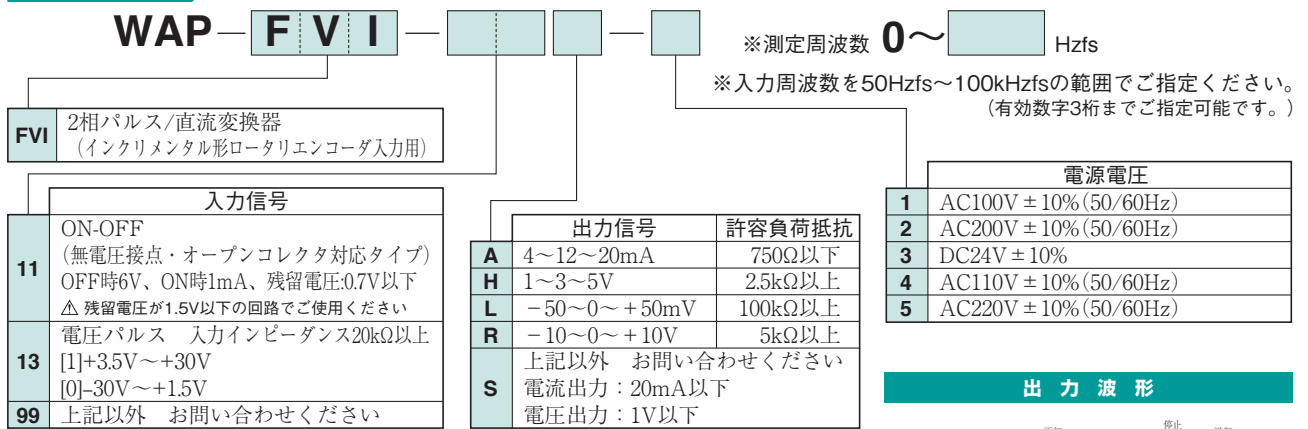 WAP－FVI－　－　※測定周波数 0～　Hzfs
※入力周波数を50Hzfs～100kHzfsの範囲でご指定ください。
（有効数字3桁までご指定可能です。）
FVI 2相パルス/直流変換器
（インクリメンタル形ロータリエンコーダ入力用）
入力信号
11 ON-OFF
（無電圧接点・オープンコレクタ対応タイプ）
OFF時6V、ON時1mA、残留電圧:0.7V以下
⚠ 残留電圧が1.5V以下の回路でご使用ください
13 電圧パルス　入力インピーダンス20kΩ以上
[1]+3.5V～+30V
[0]–30V～+1.5V
99 上記以外　お問い合わせください
出力信号 許容負荷抵抗
A 4～12～20mA 750Ω以下
H 1～3～5V 2.5kΩ以上
L －50～0～＋50mV 100kΩ以上
R －10～0～＋10V 5kΩ以上
S 上記以外　お問い合わせください
電流出力：20mA以下
電圧出力：1V以下
電源電圧
1 AC100V±10%(50/60Hz)
2 AC200V±10%(50/60Hz)
3 DC24V±10%
4 AC110V±10%(50/60Hz)
5 AC220V±10%(50/60Hz)
出力波形
停止